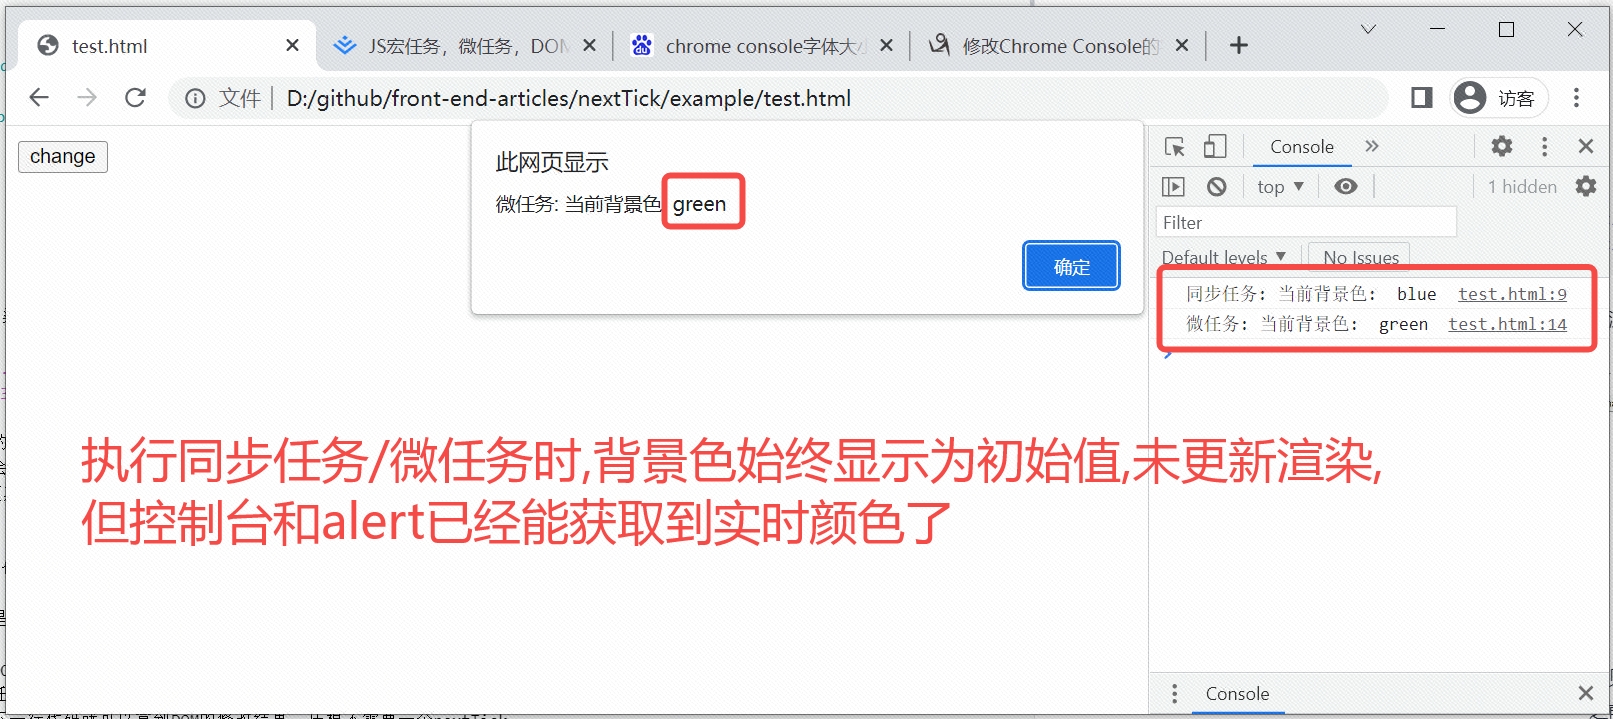 test.html
JS宏任务，微任务，DOM
chrome console字体大小
修改Chrome Console的
文件
D:/github/front-end-articles/nextTick/example/test.html
访客
change
此网页显示
微任务: 当前背景色 green
确定
Console
top
1 hidden
Filter
Default levels
No Issues
同步任务: 当前背景色: blue test.html:9
微任务: 当前背景色: green test.html:14
执行同步任务/微任务时,背景色始终显示为初始值,未更新渲染,
但控制台和alert已经能获取到实时颜色了
Console